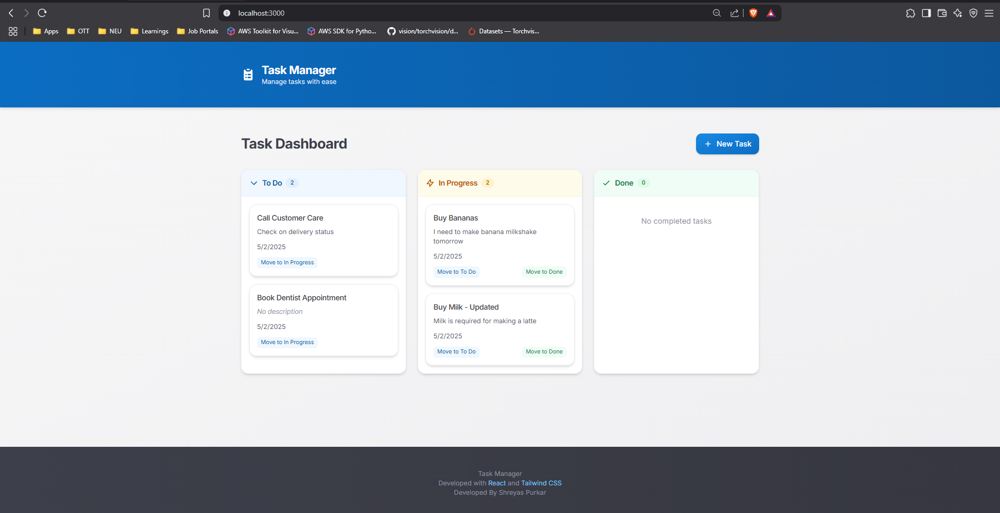 localhost:3000
Apps
OTT
NEU
Learnings
Job Portals
AWS Toolkit for Visu...
AWS SDK for Pytho...
vision/torchvision/d...
Datasets — Torchvis...
Task Manager
Manage tasks with ease
Task Dashboard
+ New Task
To Do 2
Call Customer Care
Check on delivery status
5/2/2025
Move to In Progress
Book Dentist Appointment
No description
5/2/2025
Move to In Progress
In Progress 2
Buy Bananas
I need to make banana milkshake
tomorrow
5/2/2025
Move to To Do
Move to Done
Buy Milk - Updated
Milk is required for making a latte
5/2/2025
Move to To Do
Move to Done
Done 0
No completed tasks
Task Manager
Developed with React and Tailwind CSS
Developed By Shreyas Purkar